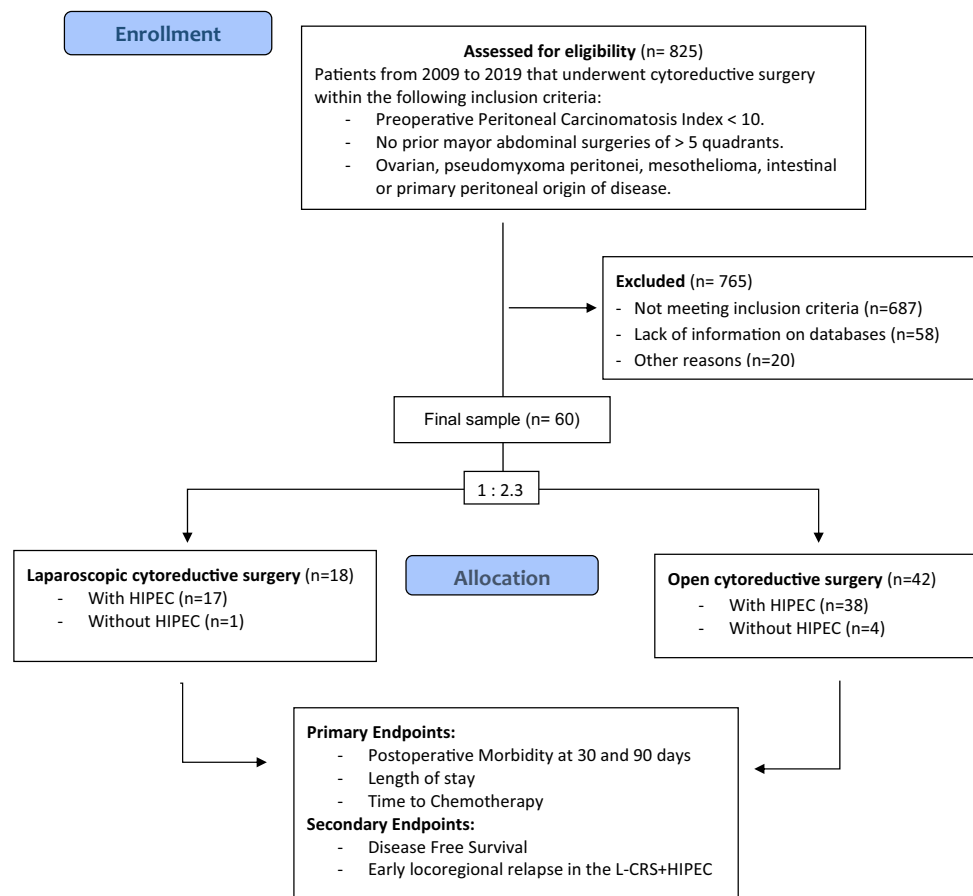 Enrollment
Assessed for eligibility (n= 825)
Patients from 2009 to 2019 that underwent cytoreductive surgery
within the following inclusion criteria:
- Preoperative Peritoneal Carcinomatosis Index < 10.
- No prior mayor abdominal surgeries of > 5 quadrants.
- Ovarian, pseudomyxoma peritonei, mesothelioma, intestinal
or primary peritoneal origin of disease.
Excluded (n= 765)
- Not meeting inclusion criteria (n=687)
- Lack of information on databases (n=58)
- Other reasons (n=20)
Final sample (n= 60)
1 : 2.3
Laparoscopic cytoreductive surgery (n=18)
- With HIPEC (n=17)
- Without HIPEC (n=1)
Allocation
Open cytoreductive surgery (n=42)
- With HIPEC (n=38)
- Without HIPEC (n=4)
Primary Endpoints:
- Postoperative Morbidity at 30 and 90 days
- Length of stay
- Time to Chemotherapy
Secondary Endpoints:
- Disease Free Survival
- Early locoregional relapse in the L-CRS+HIPEC